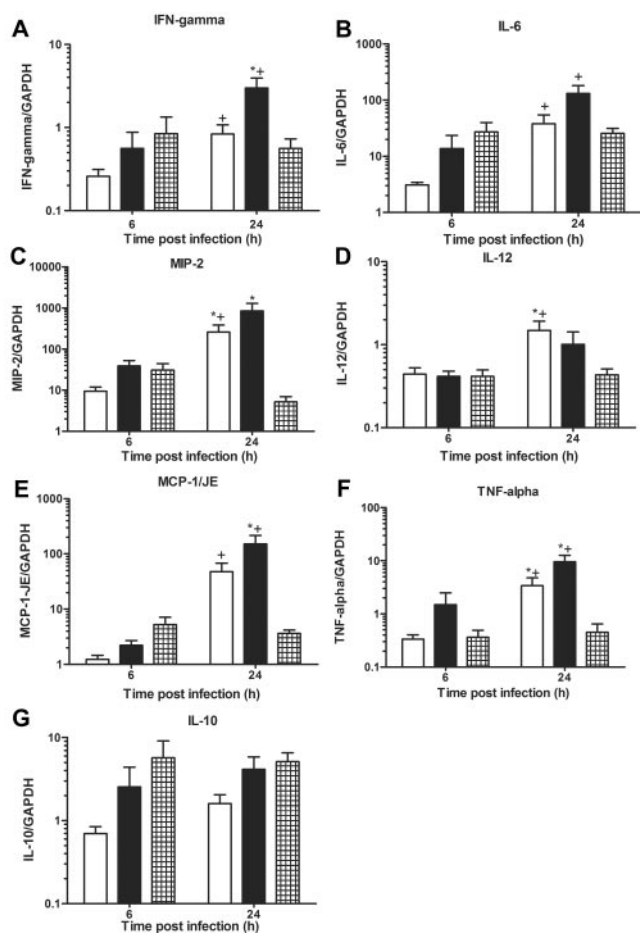 A
IFN-gamma
IFN-gamma/GAPDH
10
1
0.1
*+
+
6
24
Time post infection (h)
B
IL-6
IL-6/GAPDH
1000
100
10
1
+
+
6
24
Time post infection (h)
C
MIP-2
MIP-2/GAPDH
10000
1000
100
10
1
*+
*
6
24
Time post infection (h)
D
IL-12
IL-12/GAPDH
10
1
0.1
*+
6
24
Time post infection (h)
E
MCP-1/JE
MCP-1-JE/GAPDH
1000
100
10
1
+
*+
6
24
Time post infection (h)
F
TNF-alpha
TNF-alpha/GAPDH
100
10
1
0.1
*+
*+
6
24
Time post infection (h)
G
IL-10
IL-10/GAPDH
10
1
0.1
6
24
Time post infection (h)